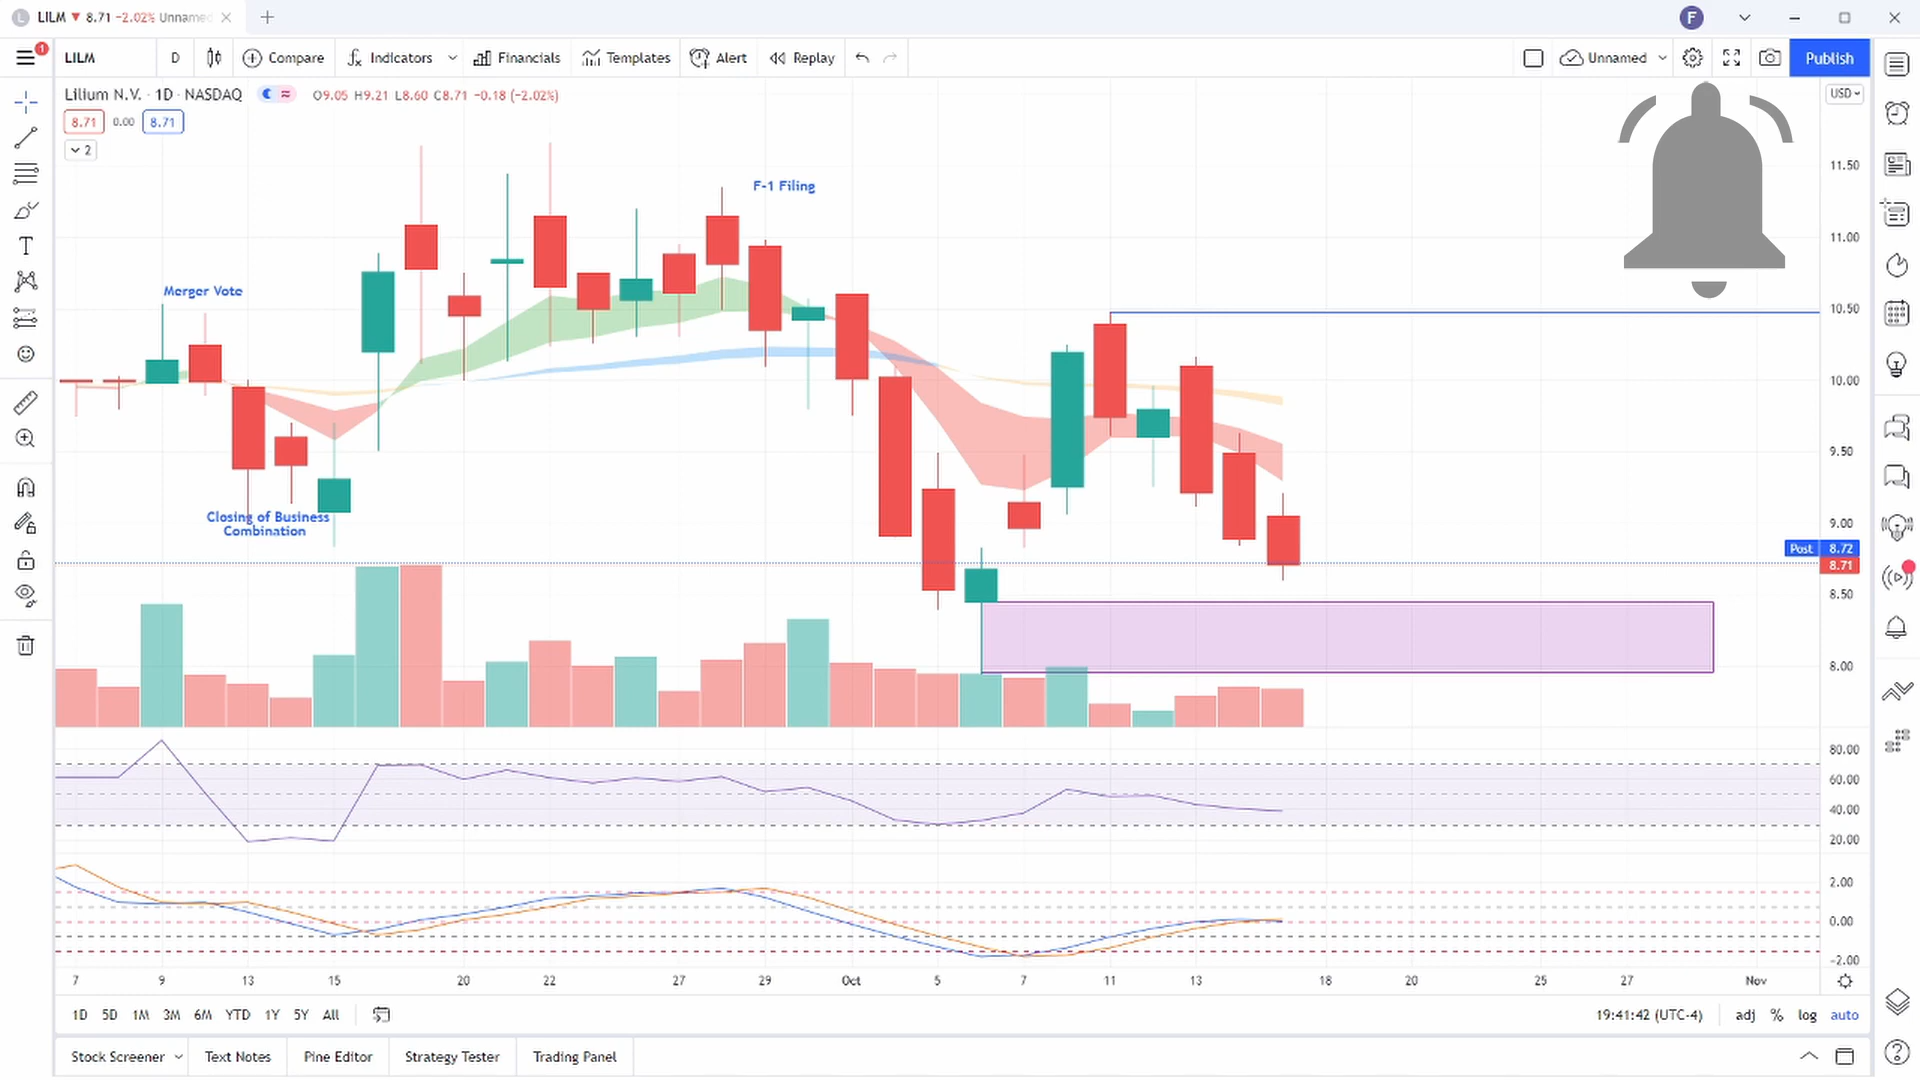 L LILM ▼ 8.71 −2.02% Unnamed
F
1
LILM D Compare Indicators Financials Templates Alert Replay Unnamed Publish
Lilium N.V. · 1D · NASDAQ O9.05 H9.21 L8.60 C8.71 −0.18 (−2.02%)
USD
8.71 0.00 8.71
2
11.50
F-1 Filing
11.00
Merger Vote
10.50
10.00
9.50
Closing of Business
Combination
9.00
Post 8.72
8.71
8.50
8.00
80.00
60.00
40.00
20.00
2.00
0.00
-2.00
7 9 13 15 20 22 27 29 Oct 5 7 11 13 18 20 25 27 Nov
1D 5D 1M 3M 6M YTD 1Y 5Y All 19:41:42 (UTC-4) adj % log auto
Stock Screener Text Notes Pine Editor Strategy Tester Trading Panel